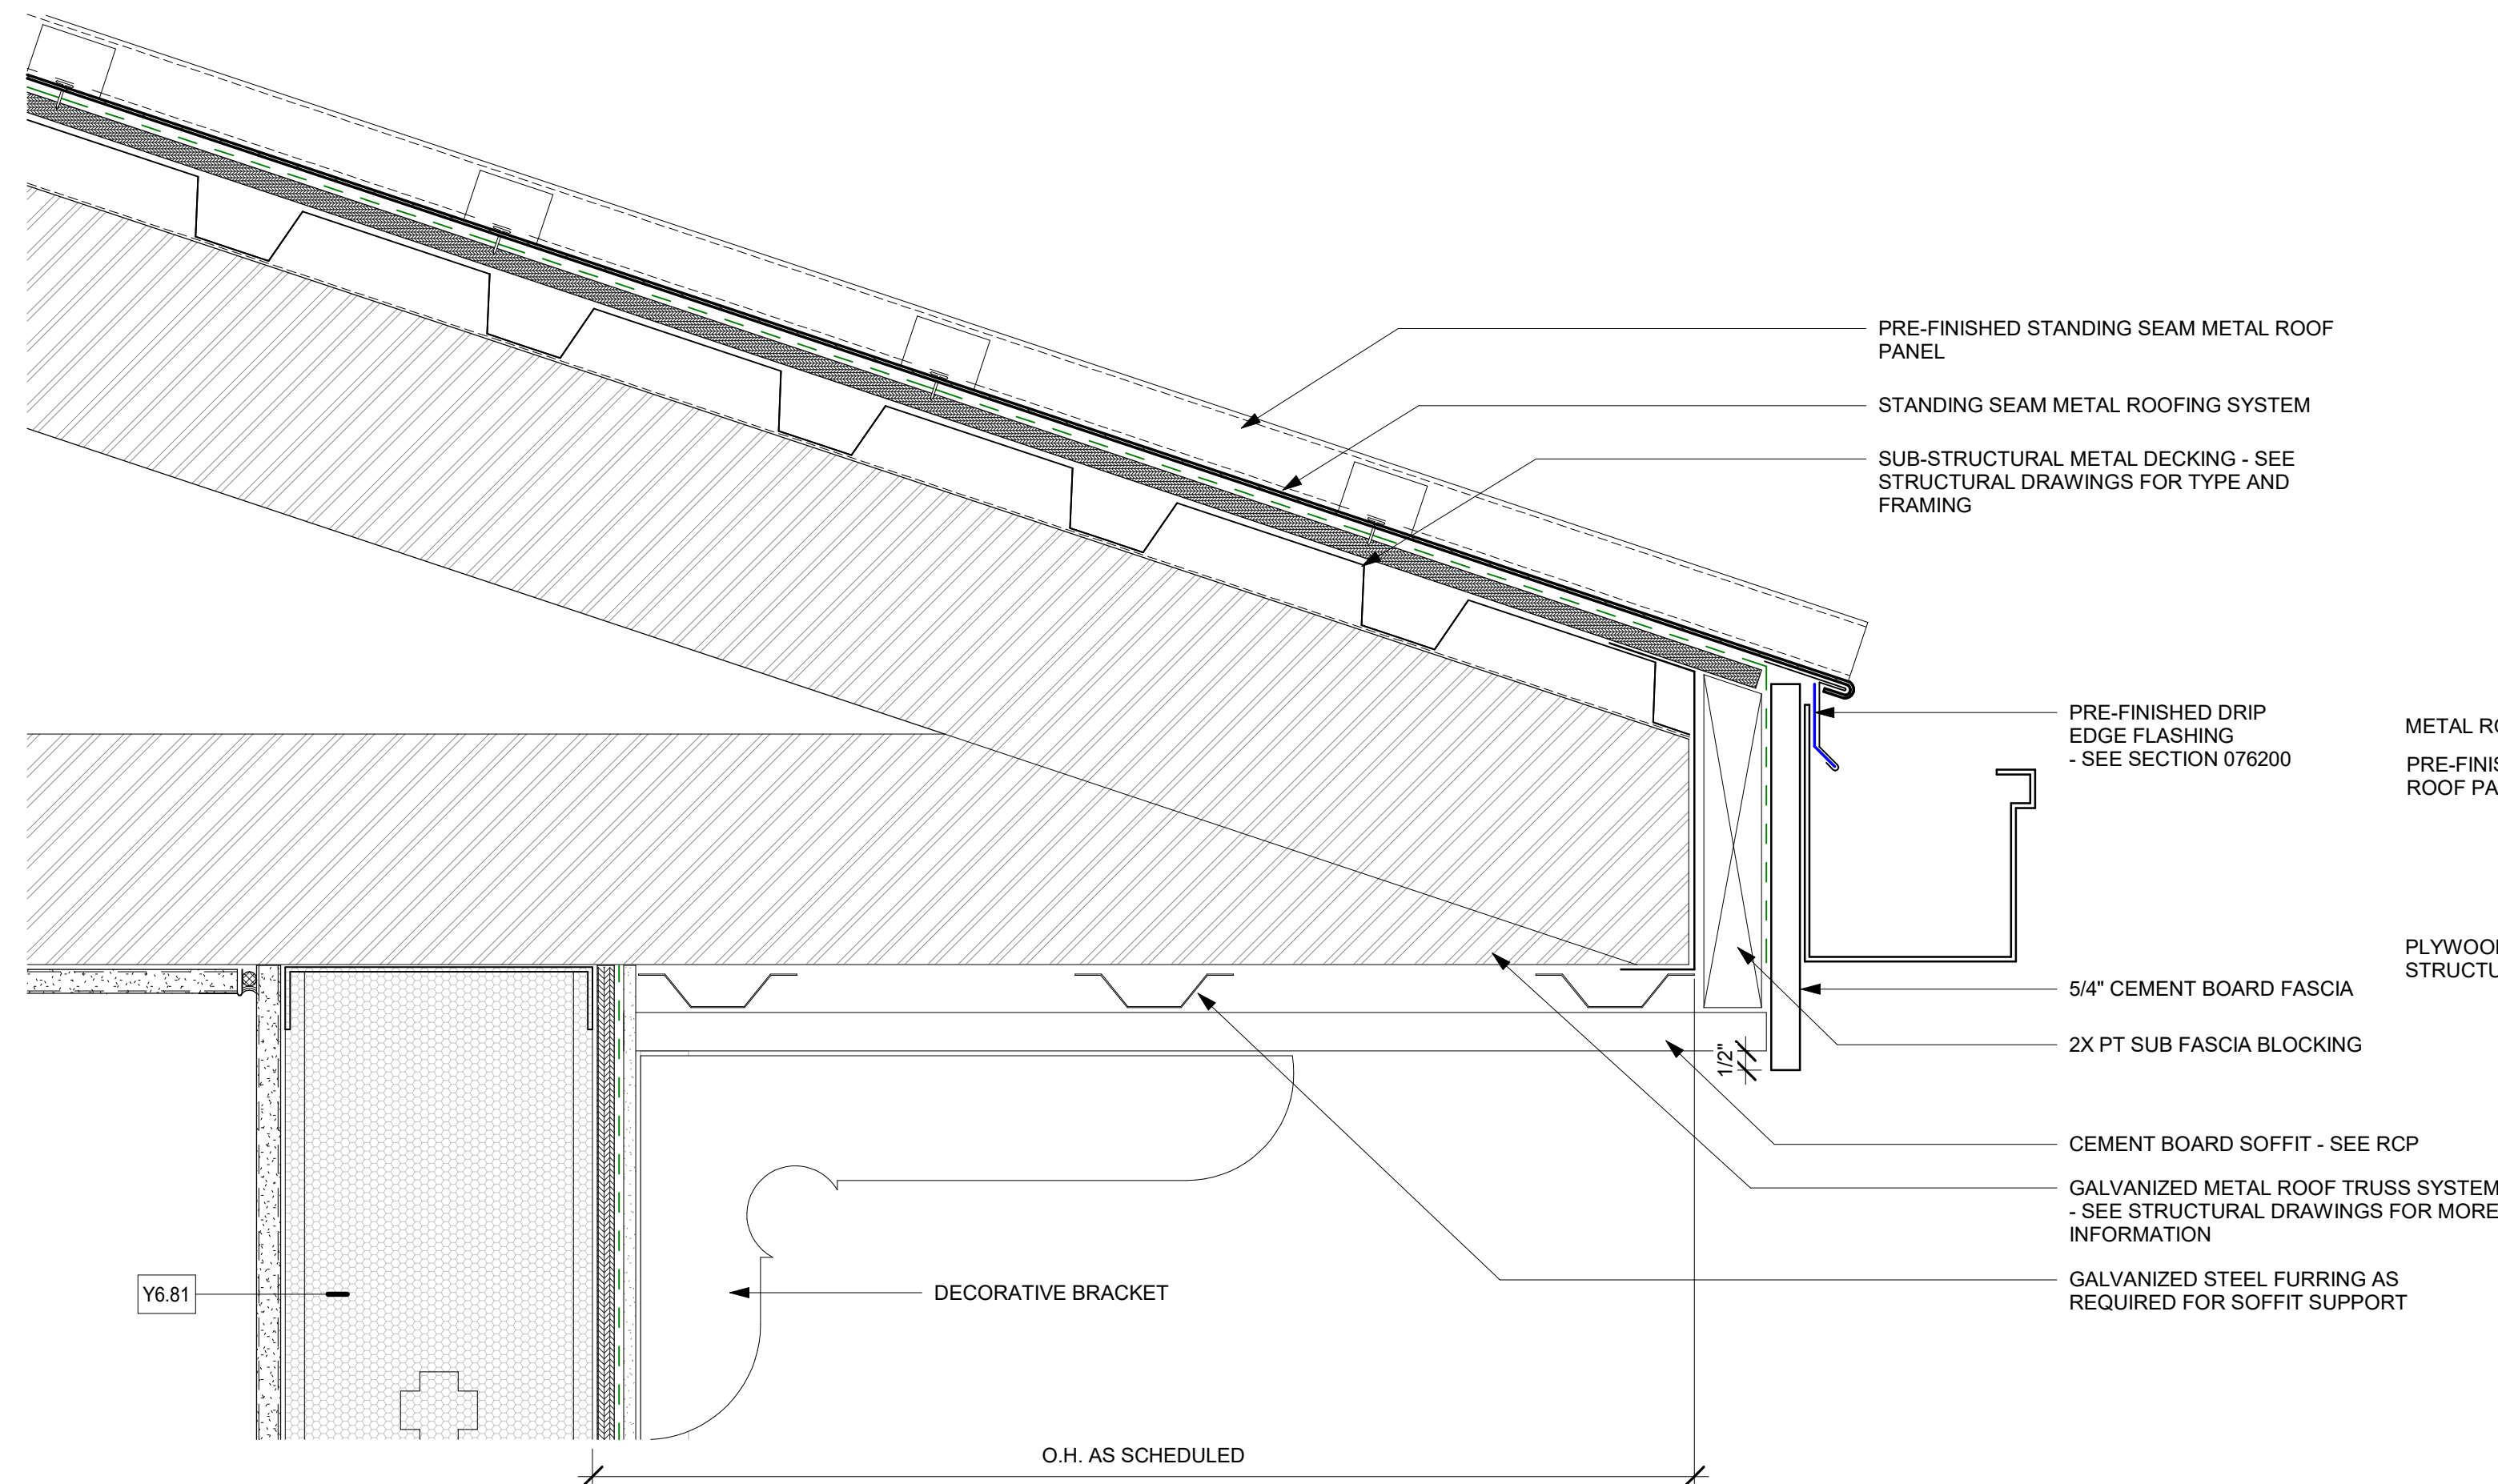 PRE-FINISHED STANDING SEAM METAL ROOF
PANEL
STANDING SEAM METAL ROOFING SYSTEM
SUB-STRUCTURAL METAL DECKING - SEE
STRUCTURAL DRAWINGS FOR TYPE AND
FRAMING
PRE-FINISHED DRIP
EDGE FLASHING
- SEE SECTION 076200
METAL RO
PRE-FINIS
ROOF PA
PLYWOO
STRUCTU
5/4" CEMENT BOARD FASCIA
2X PT SUB FASCIA BLOCKING
1/2"
CEMENT BOARD SOFFIT - SEE RCP
GALVANIZED METAL ROOF TRUSS SYSTEM
- SEE STRUCTURAL DRAWINGS FOR MORE
INFORMATION
GALVANIZED STEEL FURRING AS
REQUIRED FOR SOFFIT SUPPORT
Y6.81
DECORATIVE BRACKET
O.H. AS SCHEDULED